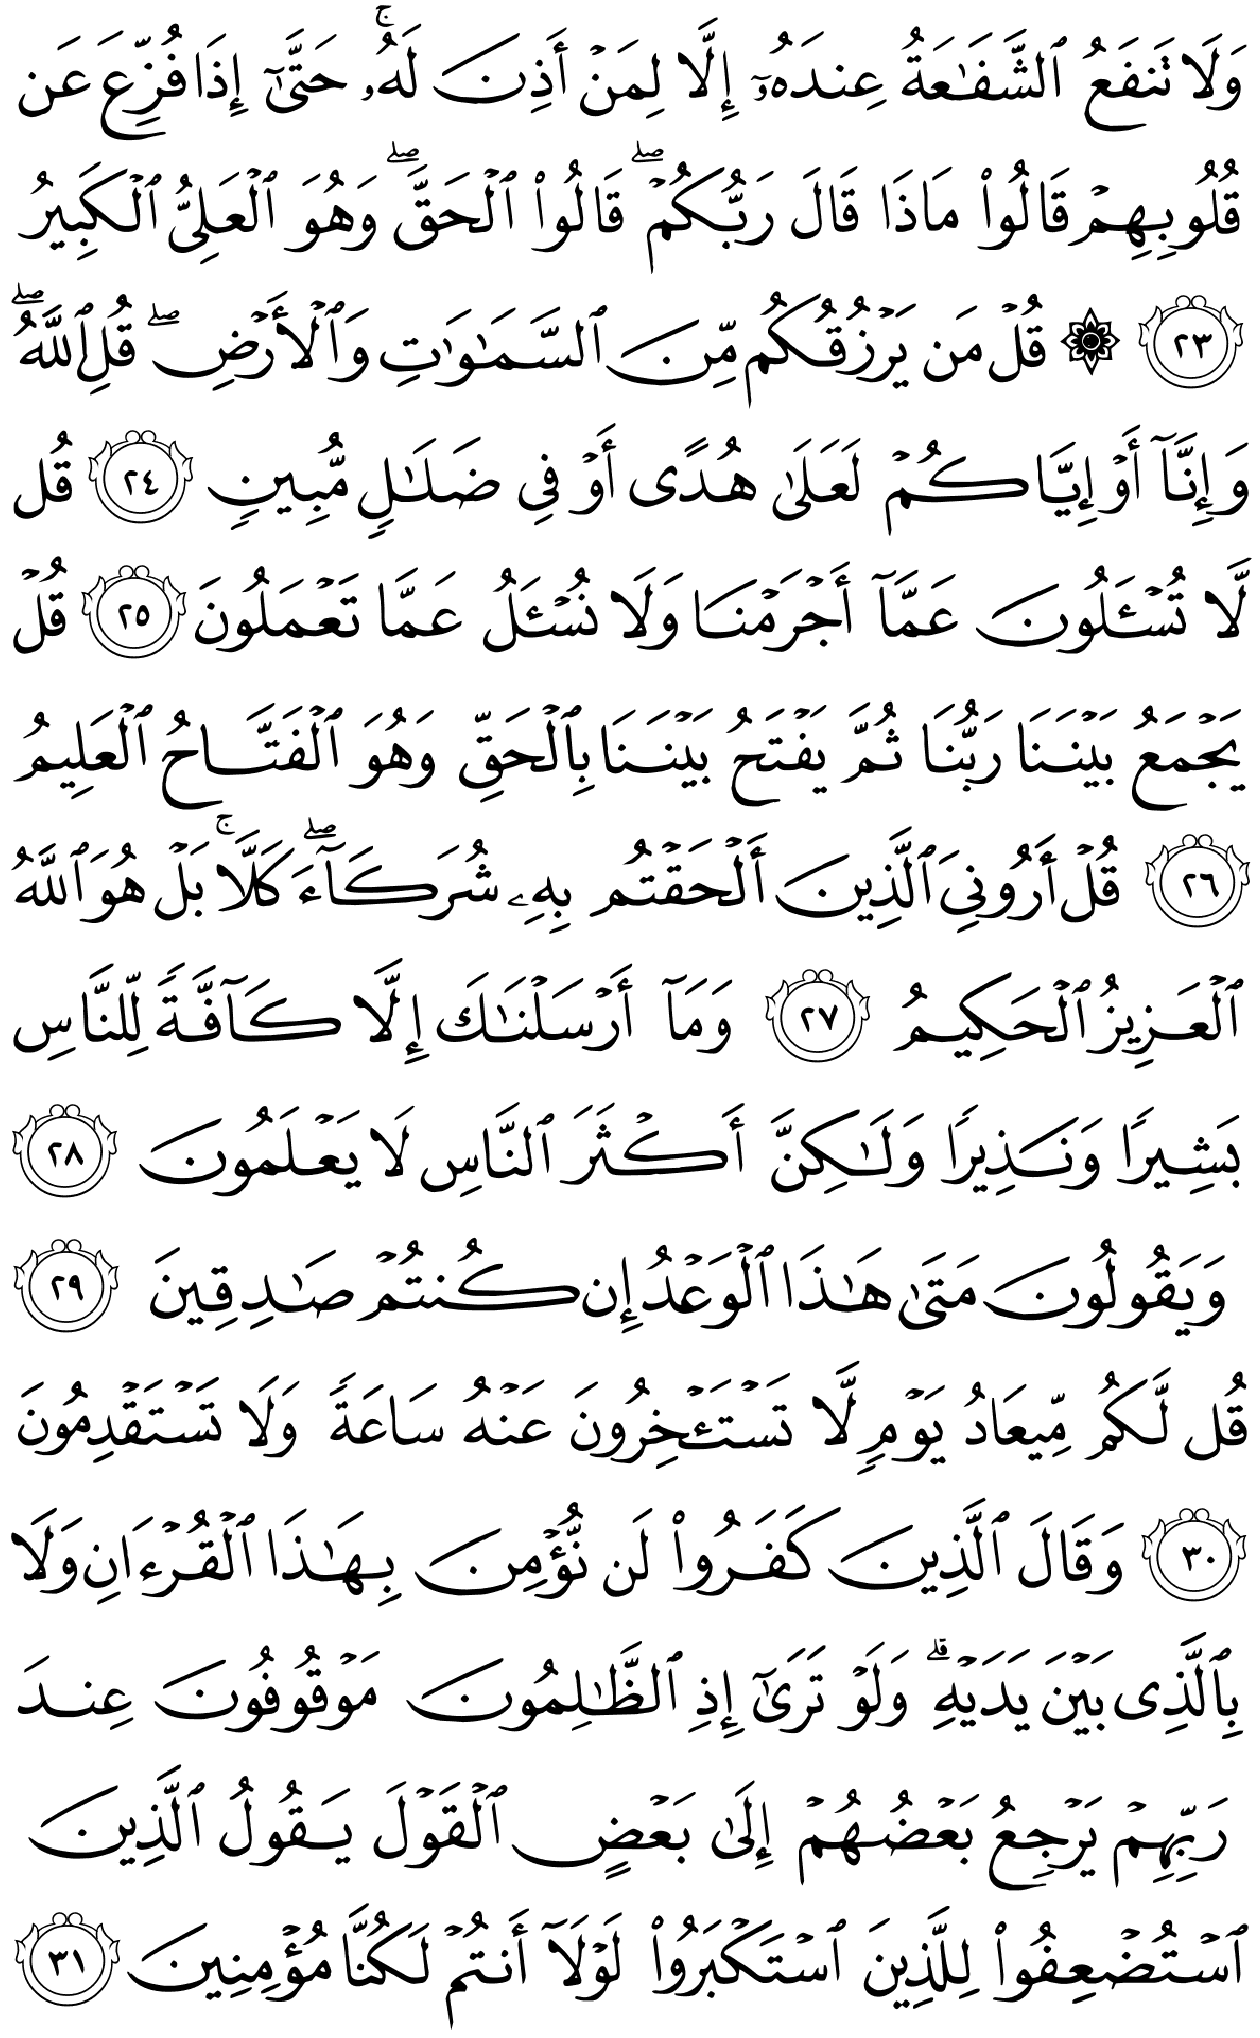 وَلَا تَنفَعُ ٱلشَّفَـٰعَةُ عِندَهُۥٓ إِلَّا لِمَنْ أَذِنَ لَهُۥ ۚ حَتَّىٰٓ إِذَا فُزِّعَ عَن
قُلُوبِهِمْ قَالُوا۟ مَاذَا قَالَ رَبُّكُمْ ۖ قَالُوا۟ ٱلْحَقَّ ۖ وَهُوَ ٱلْعَلِىُّ ٱلْكَبِيرُ
٢٣ ۞ قُلْ مَن يَرْزُقُكُم مِّنَ ٱلسَّمَـٰوَٰتِ وَٱلْأَرْضِ ۖ قُلِ ٱللَّهُ ۖ
وَإِنَّآ أَوْ إِيَّاكُمْ لَعَلَىٰ هُدًى أَوْ فِى ضَلَـٰلٍ مُّبِينٍ ٢٤ قُل
لَّا تُسْـَٔلُونَ عَمَّآ أَجْرَمْنَا وَلَا نُسْـَٔلُ عَمَّا تَعْمَلُونَ ٢٥ قُلْ
يَجْمَعُ بَيْنَنَا رَبُّنَا ثُمَّ يَفْتَحُ بَيْنَنَا بِٱلْحَقِّ وَهُوَ ٱلْفَتَّاحُ ٱلْعَلِيمُ
٢٦ قُلْ أَرُونِىَ ٱلَّذِينَ أَلْحَقْتُم بِهِۦ شُرَكَآءَ ۖ كَلَّا ۚ بَلْ هُوَ ٱللَّهُ
ٱلْعَزِيزُ ٱلْحَكِيمُ ٢٧ وَمَآ أَرْسَلْنَـٰكَ إِلَّا كَآفَّةً لِّلنَّاسِ
بَشِيرًا وَنَذِيرًا وَلَـٰكِنَّ أَكْثَرَ ٱلنَّاسِ لَا يَعْلَمُونَ ٢٨
وَيَقُولُونَ مَتَىٰ هَـٰذَا ٱلْوَعْدُ إِن كُنتُمْ صَـٰدِقِينَ ٢٩
قُل لَّكُم مِّيعَادُ يَوْمٍ لَّا تَسْتَـْٔخِرُونَ عَنْهُ سَاعَةً وَلَا تَسْتَقْدِمُونَ
٣٠ وَقَالَ ٱلَّذِينَ كَفَرُوا۟ لَن نُّؤْمِنَ بِهَـٰذَا ٱلْقُرْءَانِ وَلَا
بِٱلَّذِى بَيْنَ يَدَيْهِ ۗ وَلَوْ تَرَىٰٓ إِذِ ٱلظَّـٰلِمُونَ مَوْقُوفُونَ عِندَ
رَبِّهِمْ يَرْجِعُ بَعْضُهُمْ إِلَىٰ بَعْضٍ ٱلْقَوْلَ يَقُولُ ٱلَّذِينَ
ٱسْتُضْعِفُوا۟ لِلَّذِينَ ٱسْتَكْبَرُوا۟ لَوْلَآ أَنتُمْ لَكُنَّا مُؤْمِنِينَ ٣١